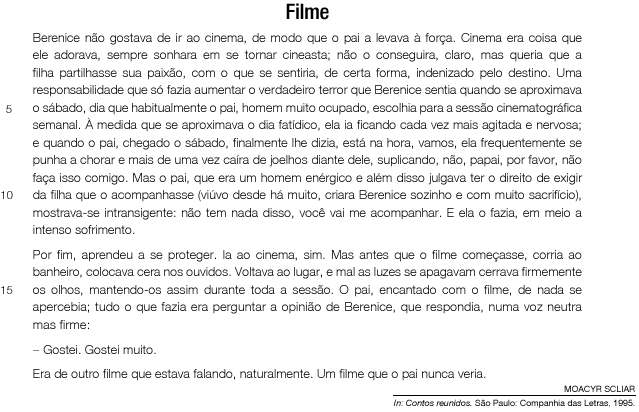 Filme
Berenice não gostava de ir ao cinema, de modo que o pai a levava à força. Cinema era coisa que
ele adorava, sempre sonhara em se tornar cineasta; não o conseguira, claro, mas queria que a
filha partilhasse sua paixão, com o que se sentiria, de certa forma, indenizado pelo destino. Uma
responsabilidade que só fazia aumentar o verdadeiro terror que Berenice sentia quando se aproximava
5 o sábado, dia que habitualmente o pai, homem muito ocupado, escolhia para a sessão cinematográfica
semanal. À medida que se aproximava o dia fatídico, ela ia ficando cada vez mais agitada e nervosa;
e quando o pai, chegado o sábado, finalmente lhe dizia, está na hora, vamos, ela frequentemente se
punha a chorar e mais de uma vez caíra de joelhos diante dele, suplicando, não, papai, por favor, não
faça isso comigo. Mas o pai, que era um homem enérgico e além disso julgava ter o direito de exigir
10 da filha que o acompanhasse (viúvo desde há muito, criara Berenice sozinho e com muito sacrifício),
mostrava-se intransigente: não tem nada disso, você vai me acompanhar. E ela o fazia, em meio a
intenso sofrimento.
Por fim, aprendeu a se proteger. Ia ao cinema, sim. Mas antes que o filme começasse, corria ao
banheiro, colocava cera nos ouvidos. Voltava ao lugar, e mal as luzes se apagavam cerrava firmemente
15 os olhos, mantendo-os assim durante toda a sessão. O pai, encantado com o filme, de nada se
apercebia; tudo o que fazia era perguntar a opinião de Berenice, que respondia, numa voz neutra
mas firme:
– Gostei. Gostei muito.
Era de outro filme que estava falando, naturalmente. Um filme que o pai nunca veria.
MOACYR SCLIAR
In: Contos reunidos. São Paulo: Companhia das Letras, 1995.